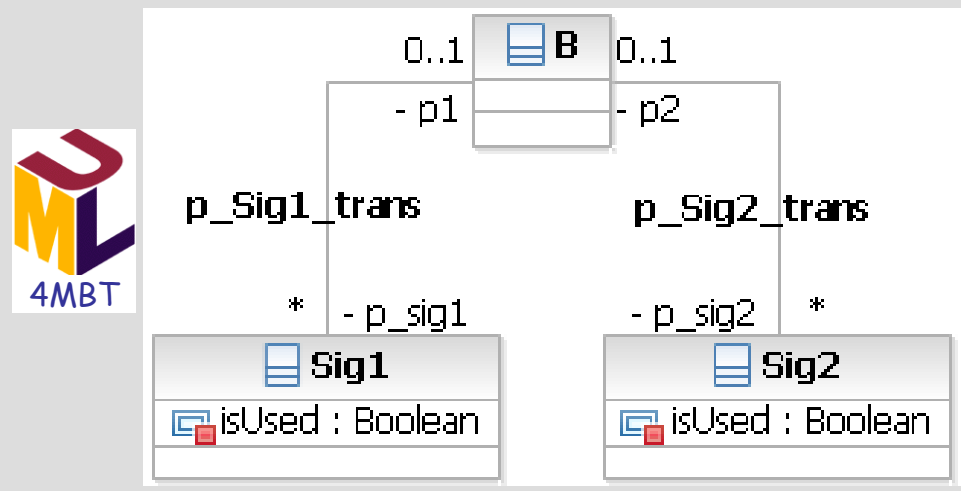 0..1 B 0..1
- p1 - p2
UML
p_Sig1_trans p_Sig2_trans
4MBT
* - p_sig1 - p_sig2 *
Sig1 Sig2
isUsed : Boolean isUsed : Boolean